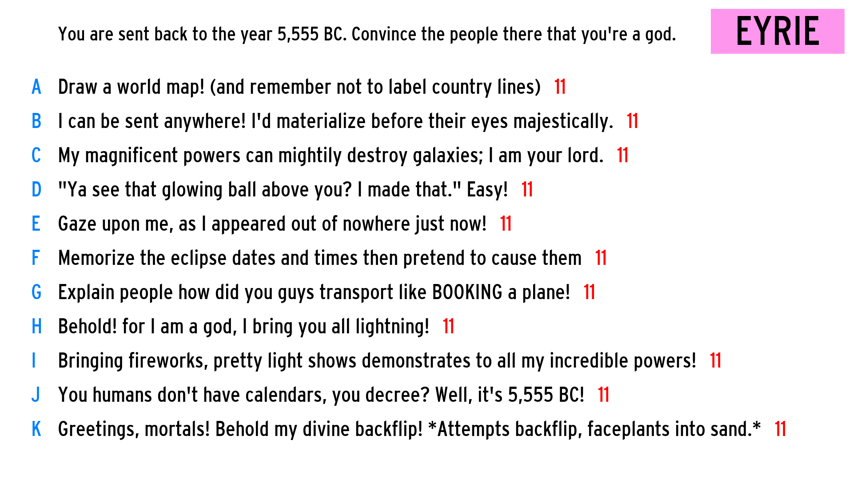 You are sent back to the year 5,555 BC. Convince the people there that you're a god.
EYRIE
A Draw a world map! (and remember not to label country lines) 11
B I can be sent anywhere! I'd materialize before their eyes majestically. 11
C My magnificent powers can mightily destroy galaxies; I am your lord. 11
D "Ya see that glowing ball above you? I made that." Easy! 11
E Gaze upon me, as I appeared out of nowhere just now! 11
F Memorize the eclipse dates and times then pretend to cause them 11
G Explain people how did you guys transport like BOOKING a plane! 11
H Behold! for I am a god, I bring you all lightning! 11
I Bringing fireworks, pretty light shows demonstrates to all my incredible powers! 11
J You humans don't have calendars, you decree? Well, it's 5,555 BC! 11
K Greetings, mortals! Behold my divine backflip! *Attempts backflip, faceplants into sand.* 11